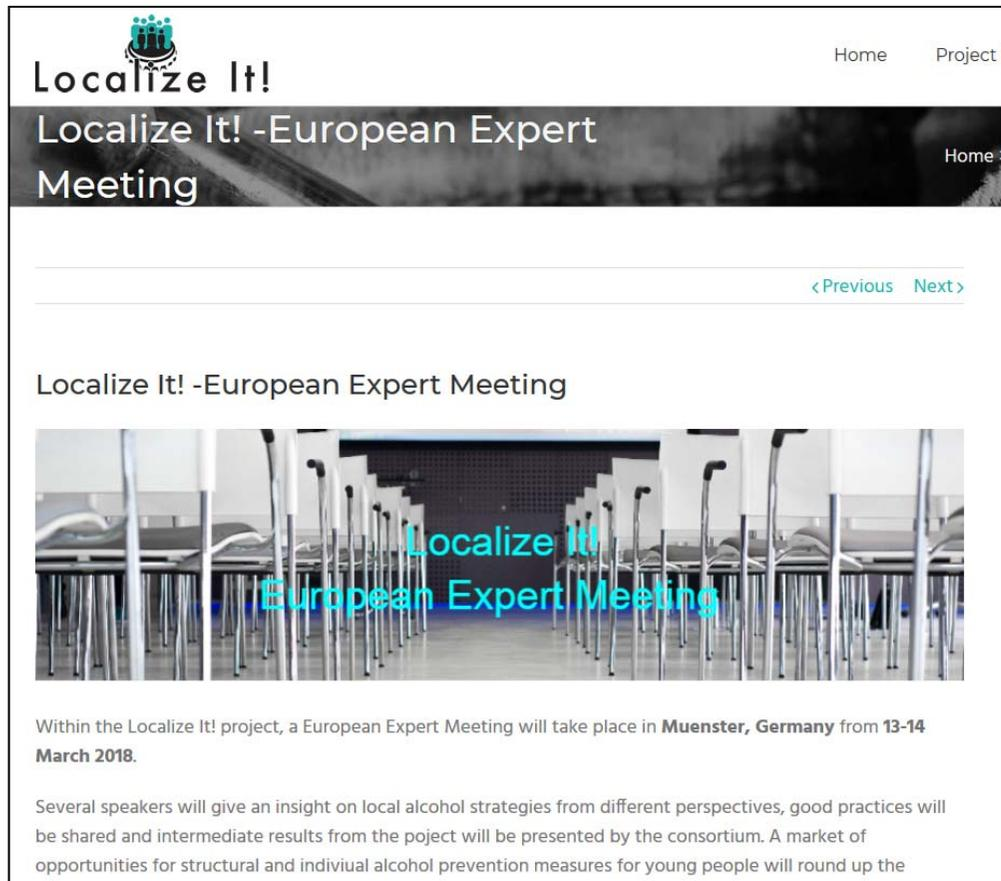 Localize It!
Home Project
Localize It! -European Expert
Meeting
Home
‹ Previous Next ›
Localize It! -European Expert Meeting
Localize It!
European Expert Meeting
Within the Localize It! project, a European Expert Meeting will take place in Muenster, Germany from 13-14
March 2018.
Several speakers will give an insight on local alcohol strategies from different perspectives, good practices will
be shared and intermediate results from the poject will be presented by the consortium. A market of
opportunities for structural and indiviual alcohol prevention measures for young people will round up the